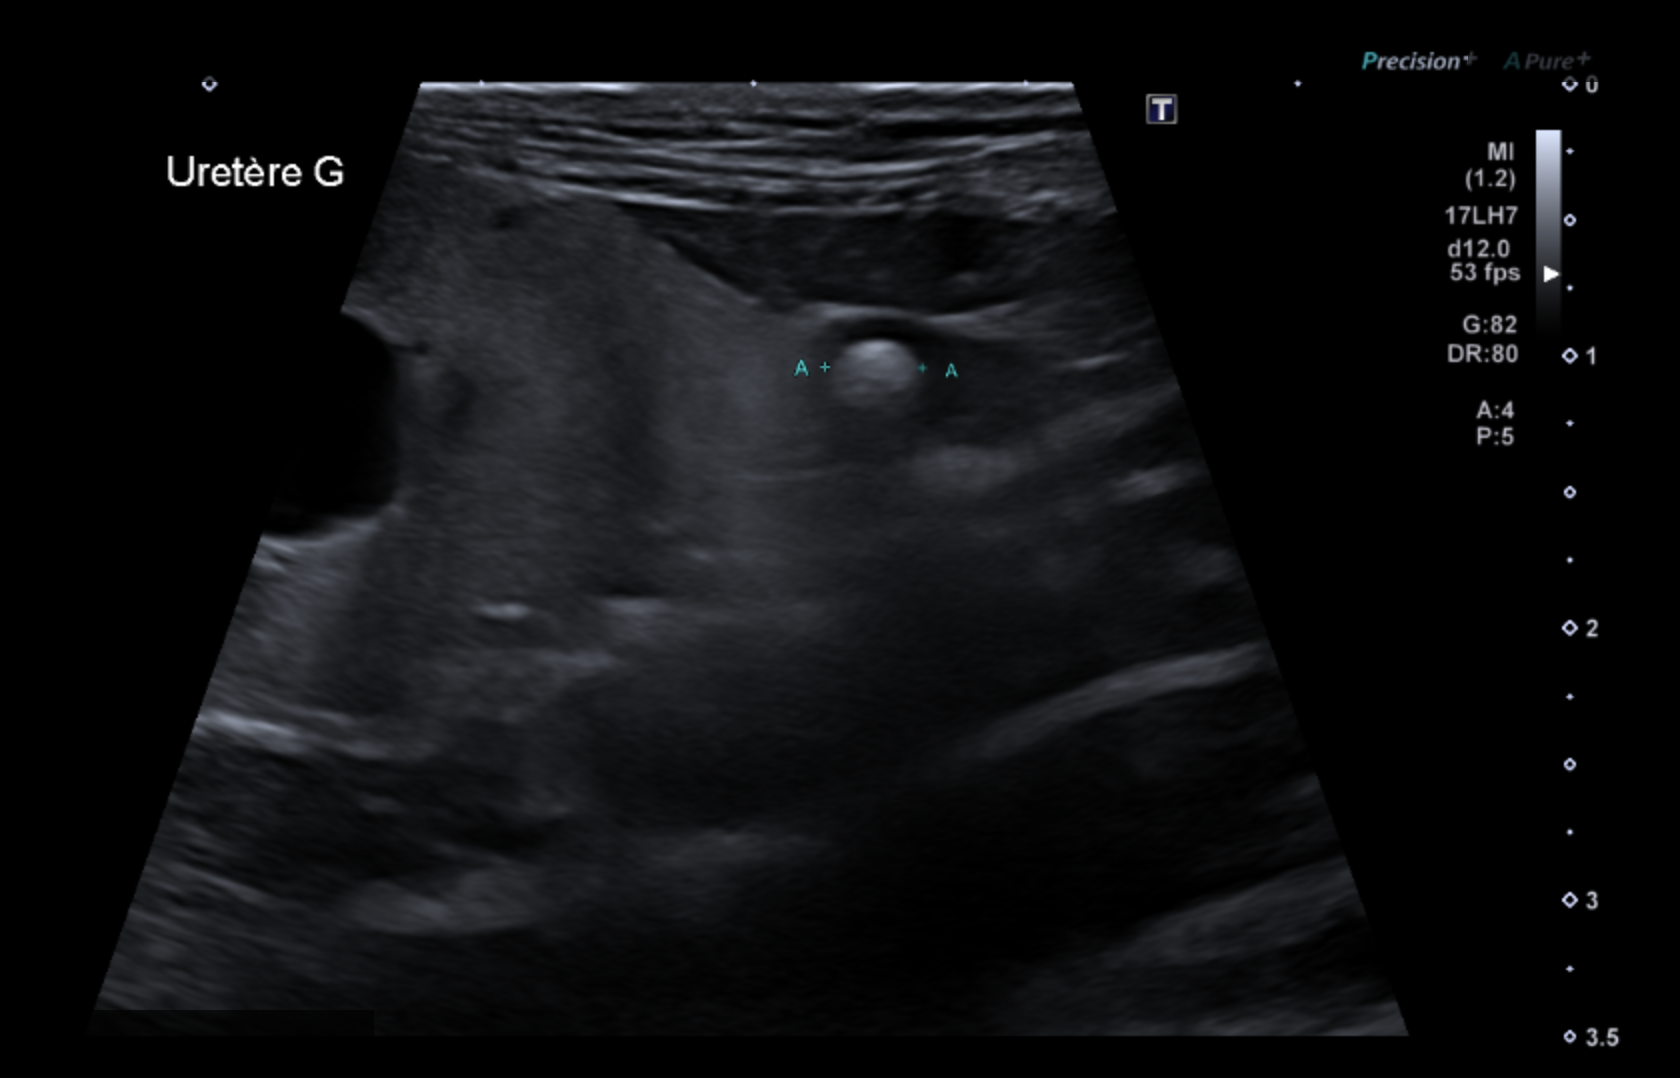 Precision+ APure+
0
T
Uretère G
MI
(1.2)
17LH7
d12.0
53 fps
G:82
DR:80
1
A + + A
A:4
P:5
2
3
3.5